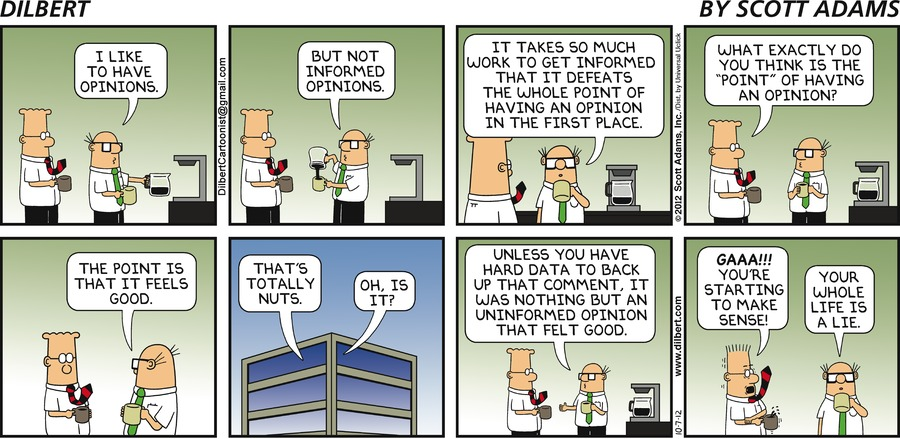 DILBERT
BY SCOTT ADAMS
I LIKE
TO HAVE
OPINIONS.
DilbertCartoonist@gmail.com
BUT NOT
INFORMED
OPINIONS.
IT TAKES SO MUCH
WORK TO GET INFORMED
THAT IT DEFEATS
THE WHOLE POINT OF
HAVING AN OPINION
IN THE FIRST PLACE.
©2012 Scott Adams, Inc. /Dist. by Universal Uclick
WHAT EXACTLY DO
YOU THINK IS THE
"POINT" OF HAVING
AN OPINION?
THE POINT IS
THAT IT FEELS
GOOD.
THAT'S
TOTALLY
NUTS.
OH, IS
IT?
UNLESS YOU HAVE
HARD DATA TO BACK
UP THAT COMMENT, IT
WAS NOTHING BUT AN
UNINFORMED OPINION
THAT FELT GOOD.
10-7-12 www.dilbert.com
GAAA!!!
YOU'RE
STARTING
TO MAKE
SENSE!
YOUR
WHOLE
LIFE IS
A LIE.